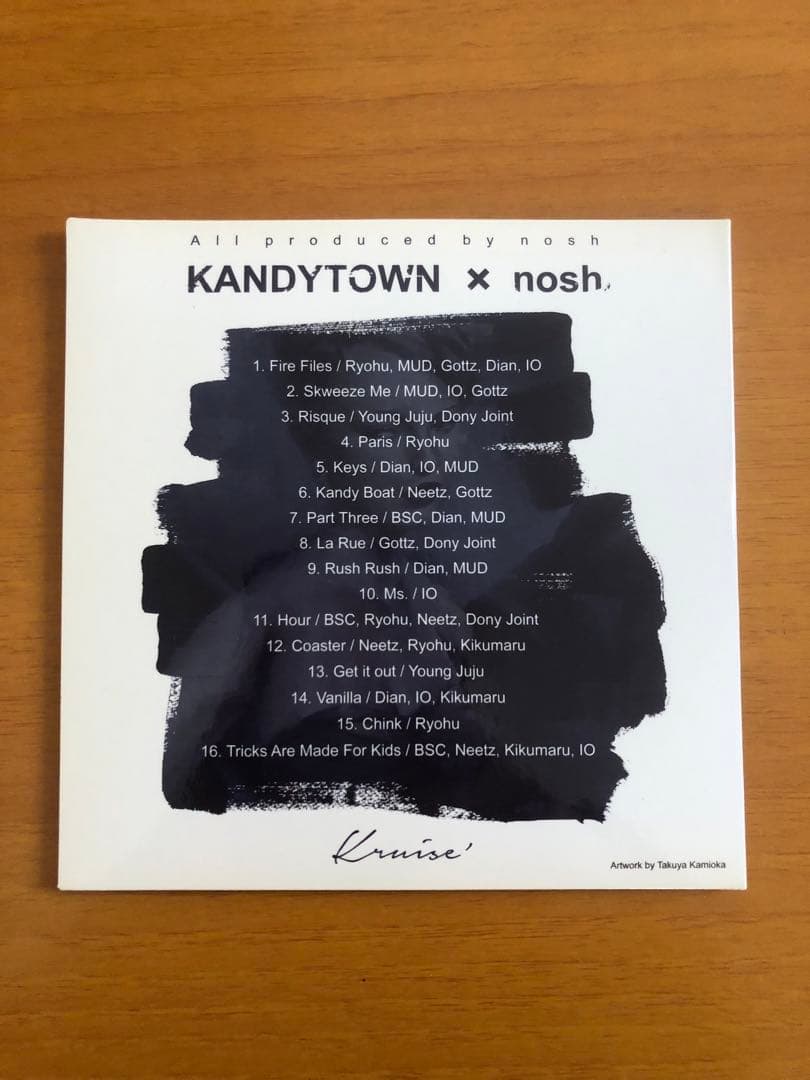 All produced by nosh
KANDYTOWN × nosh
1. Fire Files / Ryohu, MUD, Gottz, Dian, IO
2. Skweeze Me / MUD, IO, Gottz
3. Risque / Young Juju, Dony Joint
4. Paris / Ryohu
5. Keys / Dian, IO, MUD
6. Kandy Boat / Neetz, Gottz
7. Part Three / BSC, Dian, MUD
8. La Rue / Gottz, Dony Joint
9. Rush Rush / Dian, MUD
10. Ms. / IO
11. Hour / BSC, Ryohu, Neetz, Dony Joint
12. Coaster / Neetz, Ryohu, Kikumaru
13. Get it out / Young Juju
14. Vanilla / Dian, IO, Kikumaru
15. Chink / Ryohu
16. Tricks Are Made For Kids / BSC, Neetz, Kikumaru, IO
Kruise'
Artwork by Takuya Kamioka